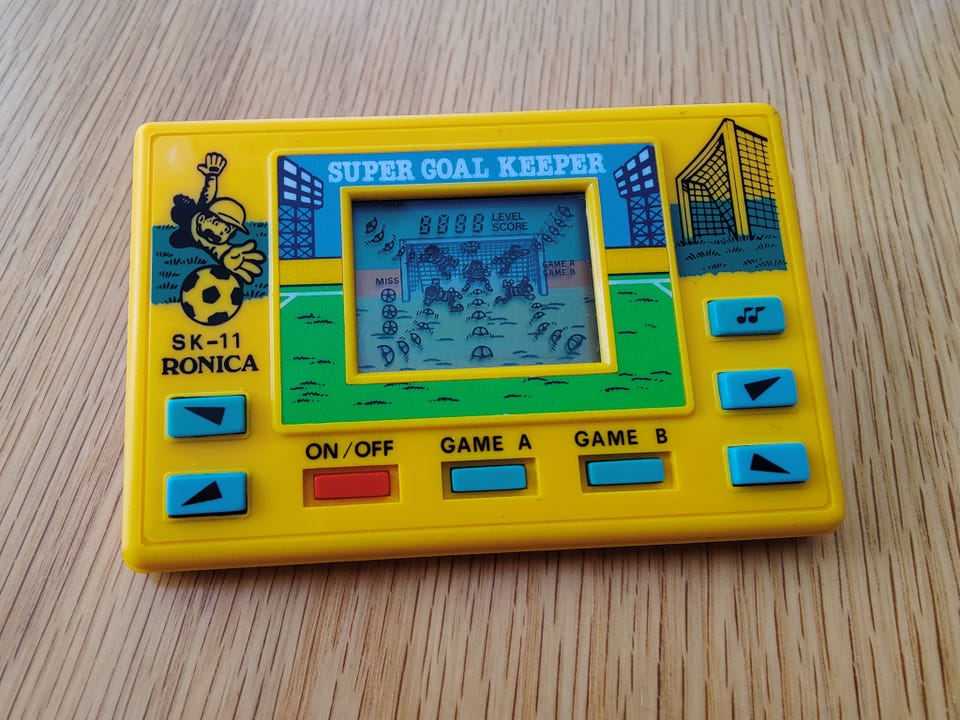 SUPER GOAL KEEPER
8888 LEVEL
SCORE
GAME A
GAME B
MISS
SK-11
RONICA
ON/OFF
GAME A
GAME B